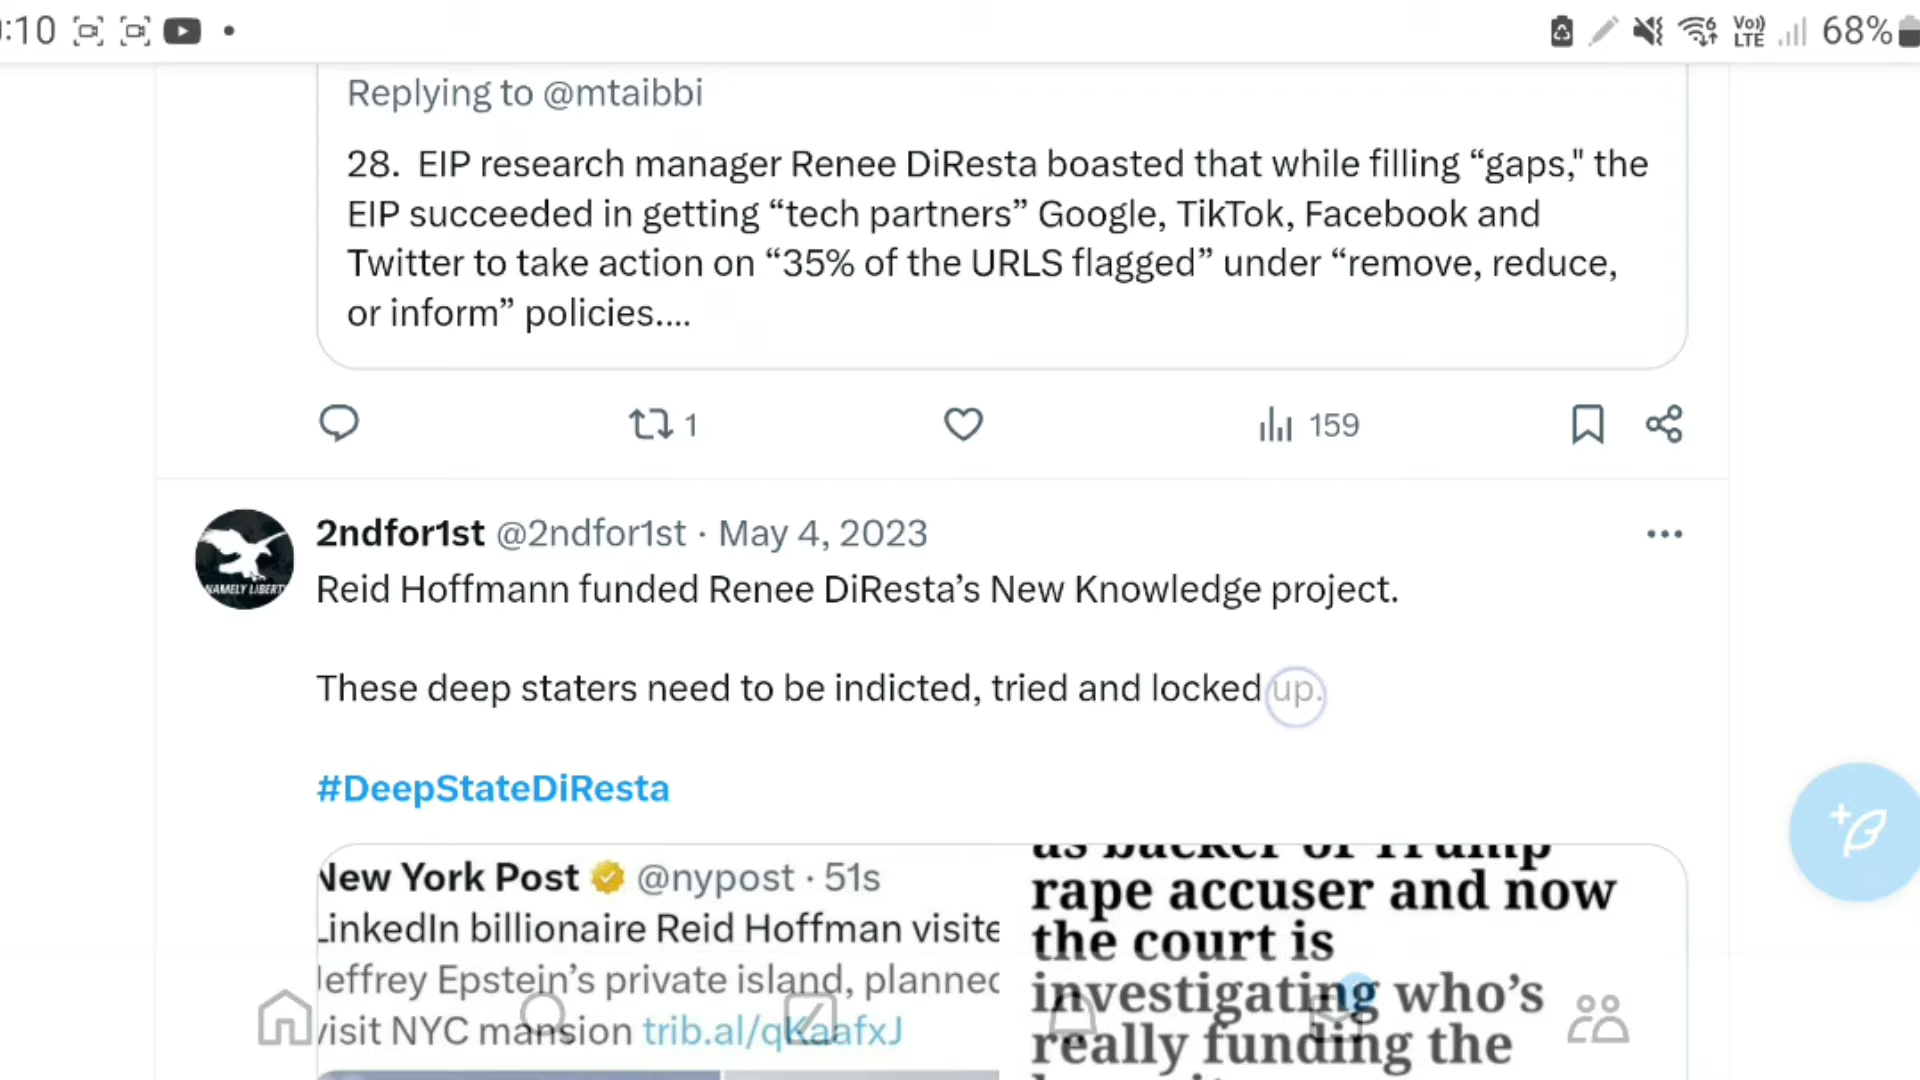 :10
Vo))
LTE
68%
Replying to @mtaibbi
28. EIP research manager Renee DiResta boasted that while filling “gaps," the
EIP succeeded in getting “tech partners” Google, TikTok, Facebook and
Twitter to take action on “35% of the URLS flagged” under “remove, reduce,
or inform” policies....
1
159
2ndfor1st @2ndfor1st · May 4, 2023
NAMELY LIBERTY
Reid Hoffmann funded Renee DiResta’s New Knowledge project.
These deep staters need to be indicted, tried and locked up.
#DeepStateDiResta
New York Post @nypost · 51s
LinkedIn billionaire Reid Hoffman visite
Jeffrey Epstein’s private island, planned
visit NYC mansion trib.al/qKaafxJ
as backer of Trump
rape accuser and now
the court is
investigating who’s
really funding the